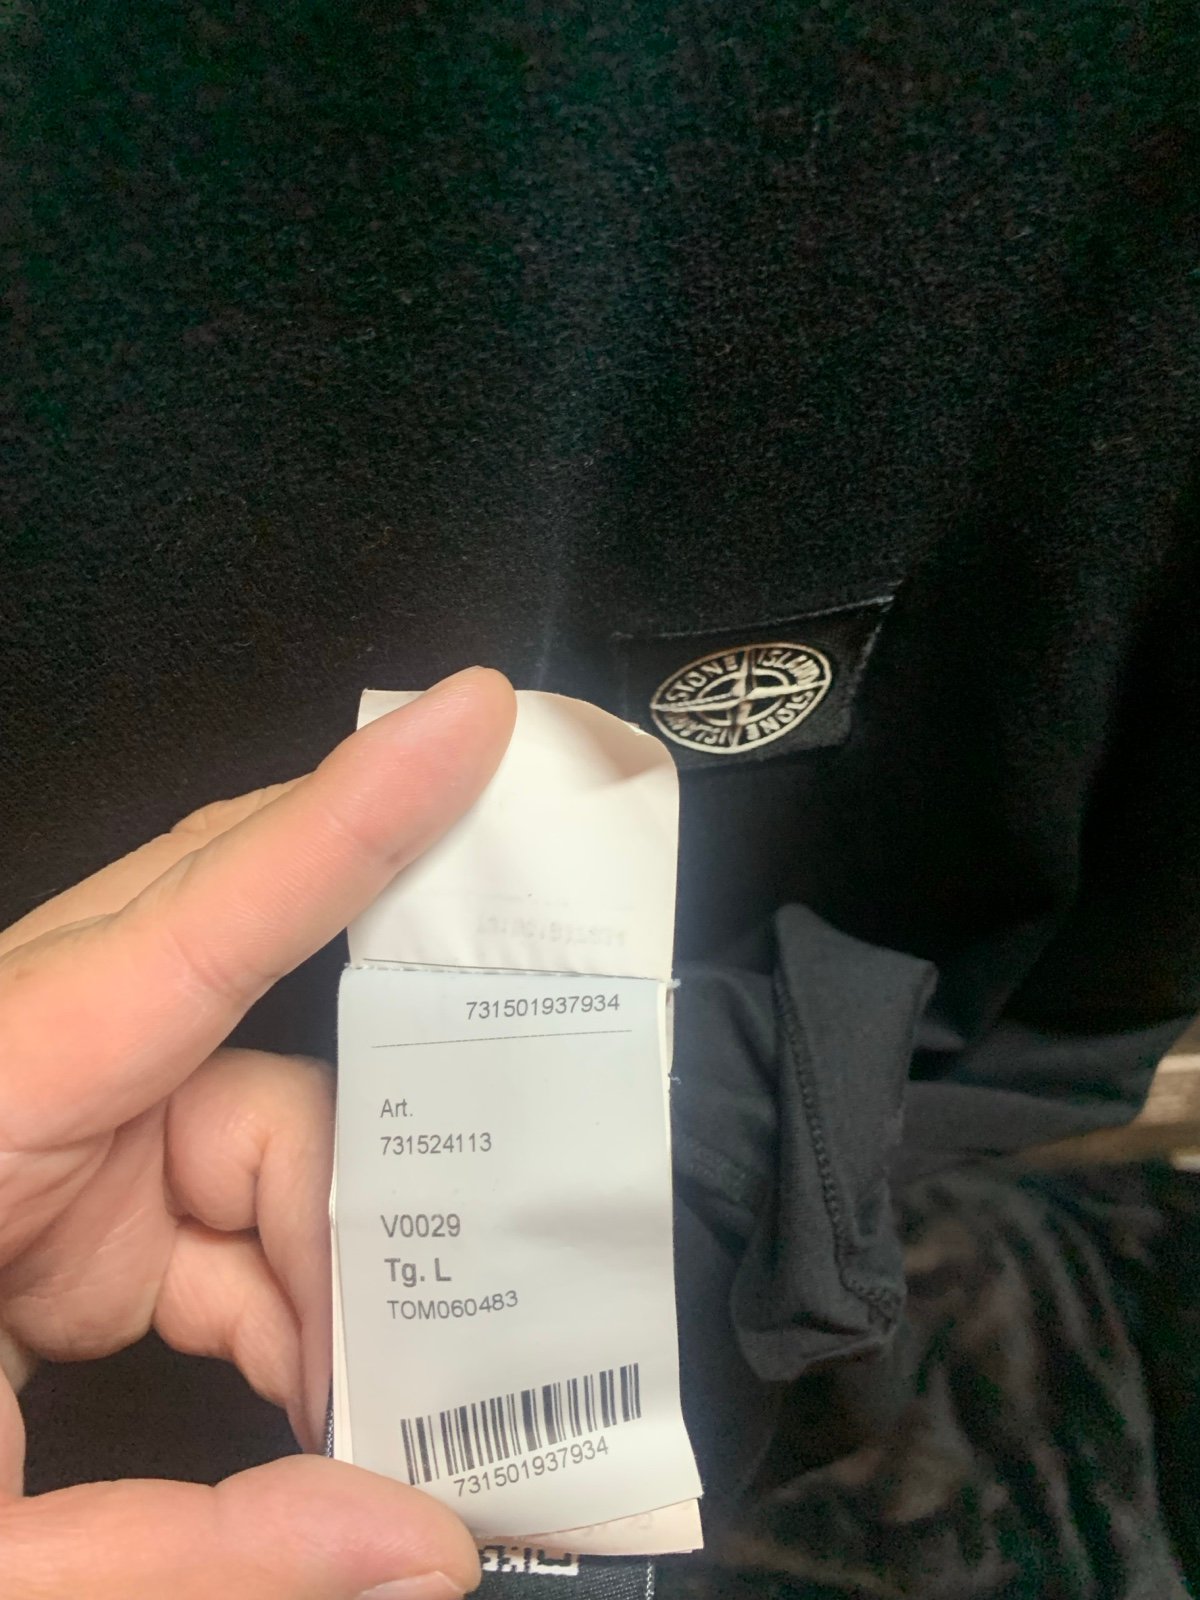 STONE ISLAND STONE ISLAND
731501937934
Art.
731524113
V0029
Tg. L
TOM060483
731501937934